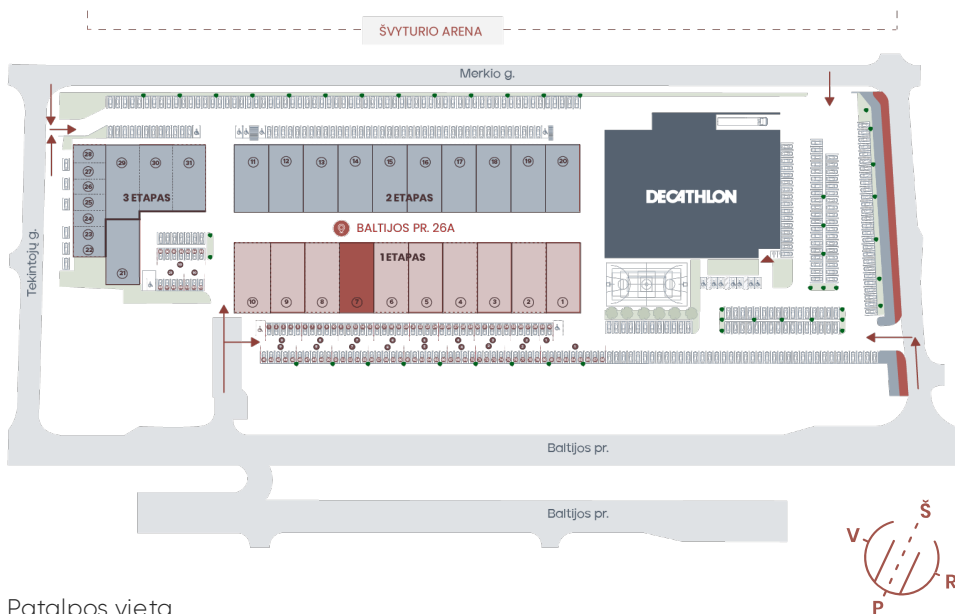 ŠVYTURIO ARENA
Merkio g.
Tekintojų g.
28
27
26
25
24
23
22
21
29
30
31
3 ETAPAS
11
12
13
14
15
16
17
18
19
20
2 ETAPAS
BALTIJOS PR. 26A
1 ETAPAS
10
9
8
7
6
5
4
3
2
1
DECATHLON
Baltijos pr.
Baltijos pr.
Š
V
R
P
Patalpos vieta